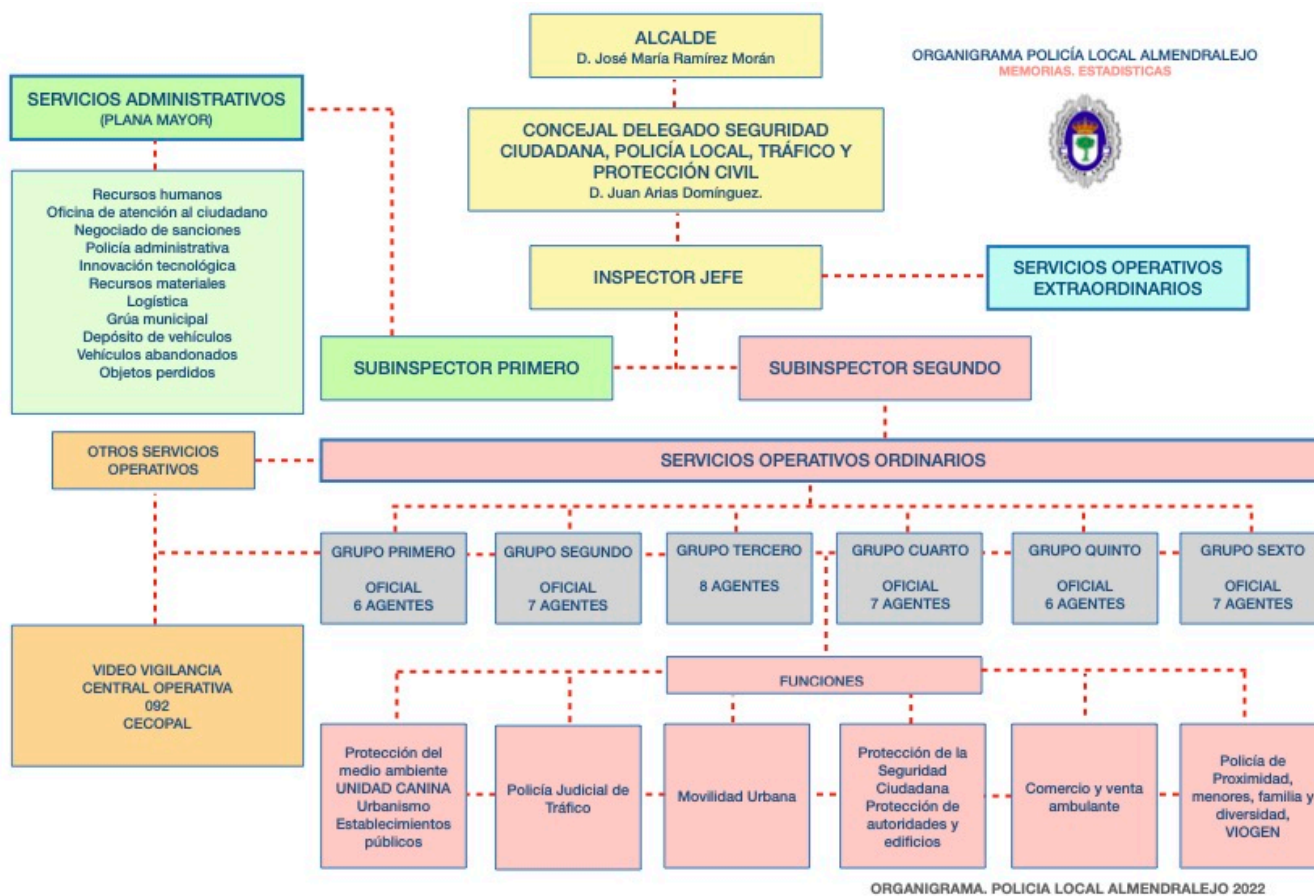 ALCALDE
D. José María Ramírez Morán
ORGANIGRAMA POLICÍA LOCAL ALMENDRALEJO
MEMORIAS. ESTADISTICAS
SERVICIOS ADMINISTRATIVOS
(PLANA MAYOR)
CONCEJAL DELEGADO SEGURIDAD
CIUDADANA, POLICÍA LOCAL, TRÁFICO Y
PROTECCIÓN CIVIL
D. Juan Arias Domínguez.
Recursos humanos
Oficina de atención al ciudadano
Negociado de sanciones
Policía administrativa
Innovación tecnológica
Recursos materiales
Logística
Grúa municipal
Depósito de vehículos
Vehículos abandonados
Objetos perdidos
INSPECTOR JEFE
SERVICIOS OPERATIVOS
EXTRAORDINARIOS
SUBINSPECTOR PRIMERO
SUBINSPECTOR SEGUNDO
OTROS SERVICIOS
OPERATIVOS
SERVICIOS OPERATIVOS ORDINARIOS
GRUPO PRIMERO
OFICIAL
6 AGENTES
GRUPO SEGUNDO
OFICIAL
7 AGENTES
GRUPO TERCERO
8 AGENTES
GRUPO CUARTO
OFICIAL
7 AGENTES
GRUPO QUINTO
OFICIAL
6 AGENTES
GRUPO SEXTO
OFICIAL
7 AGENTES
VIDEO VIGILANCIA
CENTRAL OPERATIVA
092
CECOPAL
FUNCIONES
Protección del
medio ambiente
UNIDAD CANINA
Urbanismo
Establecimientos
públicos
Policía Judicial de
Tráfico
Movilidad Urbana
Protección de la
Seguridad
Ciudadana
Protección de
autoridades y
edificios
Comercio y venta
ambulante
Policía de
Proximidad,
menores, familia y
diversidad,
VIOGEN
ORGANIGRAMA. POLICIA LOCAL ALMENDRALEJO 2022